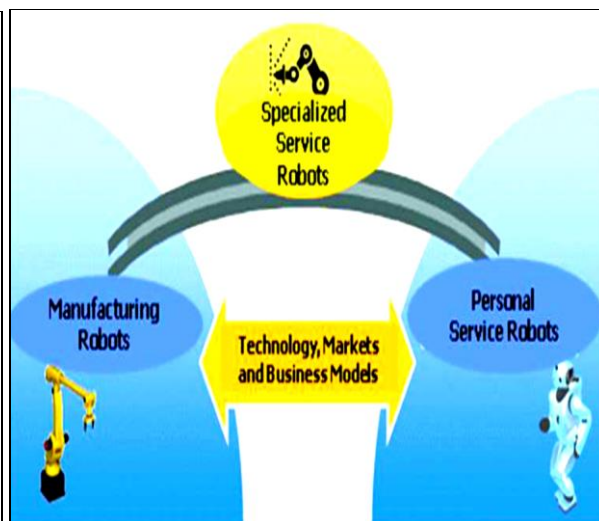 Specialized
Service
Robots
Manufacturing
Robots
Personal
Service Robots
Technology, Markets
and Business Models